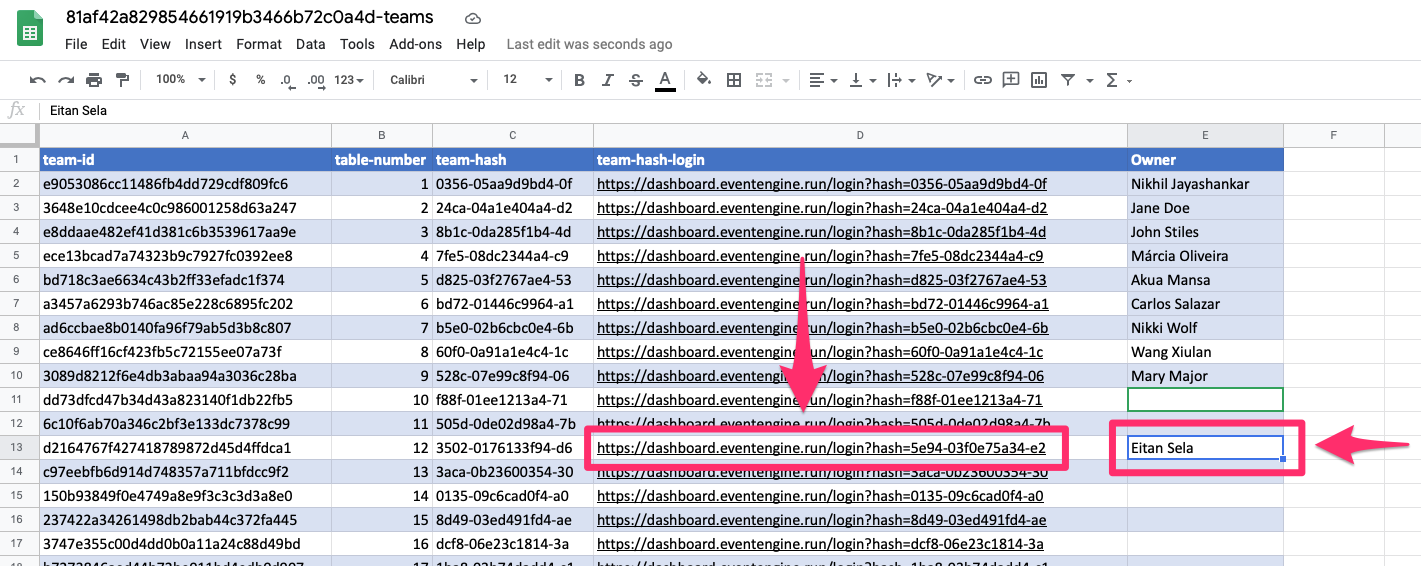 81af42a829854661919b3466b72c0a4d-teams
File Edit View Insert Format Data Tools Add-ons Help Last edit was seconds ago
100% $ % .0 .00 123 Calibri 12 B I S A
fx Eitan Sela
A B C D E F
1 team-id table-number team-hash team-hash-login Owner
2 e9053086cc11486fb4dd729cdf809fc6 1 0356-05aa9d9bd4-0f https://dashboard.eventengine.run/login?hash=0356-05aa9d9bd4-0f Nikhil Jayashankar
3 3648e10cdcee4c0c986001258d63a247 2 24ca-04a1e404a4-d2 https://dashboard.eventengine.run/login?hash=24ca-04a1e404a4-d2 Jane Doe
4 e8ddaae482ef41d381c6b3539617aa9e 3 8b1c-0da285f1b4-4d https://dashboard.eventengine.run/login?hash=8b1c-0da285f1b4-4d John Stiles
5 ece13bcad7a74323b9c7927fc0392ee8 4 7fe5-08dc2344a4-c9 https://dashboard.eventengine.run/login?hash=7fe5-08dc2344a4-c9 Márcia Oliveira
6 bd718c3ae6634c43b2ff33efadc1f374 5 d825-03f2767ae4-53 https://dashboard.eventengine.run/login?hash=d825-03f2767ae4-53 Akua Mansa
7 a3457a6293b746ac85e228c6895fc202 6 bd72-01446c9964-a1 https://dashboard.eventengine.run/login?hash=bd72-01446c9964-a1 Carlos Salazar
8 ad6ccbae8b0140fa96f79ab5d3b8c807 7 b5e0-02b6cbc0e4-6b https://dashboard.eventengine.run/login?hash=b5e0-02b6cbc0e4-6b Nikki Wolf
9 ce8646ff16cf423fb5c72155ee07a73f 8 60f0-0a91a1e4c4-1c https://dashboard.eventengine.run/login?hash=60f0-0a91a1e4c4-1c Wang Xiulan
10 3089d8212f6e4db3abaa94a3036c28ba 9 528c-07e99c8f94-06 https://dashboard.eventengine.run/login?hash=528c-07e99c8f94-06 Mary Major
11 dd73dfcd47b34d43a823140f1db22fb5 10 f88f-01ee1213a4-71 https://dashboard.eventengine.run/login?hash=f88f-01ee1213a4-71
12 6c10f6ab70a346c2bf3e133dc7378c99 11 505d-0de02d98a4-7b https://dashboard.eventengine.run/login?hash=505d-0de02d98a4-7b
13 d2164767f427418789872d45d4ffdca1 12 3502-0176133f94-d6 https://dashboard.eventengine.run/login?hash=5e94-03f0e75a34-e2 Eitan Sela
14 c97eebfb6d914d748357a711bfdcc9f2 13 3aca-0b23600354-30 https://dashboard.eventengine.run/login?hash=3aca-0b23600354-30
15 150b93849f0e4749a8e9f3c3c3d3a8e0 14 0135-09c6cad0f4-a0 https://dashboard.eventengine.run/login?hash=0135-09c6cad0f4-a0
16 237422a34261498db2bab44c372fa445 15 8d49-03ed491fd4-ae https://dashboard.eventengine.run/login?hash=8d49-03ed491fd4-ae
17 3747e355c00d4dd0b0a11a24c88d49bd 16 dcf8-06e23c1814-3a https://dashboard.eventengine.run/login?hash=dcf8-06e23c1814-3a